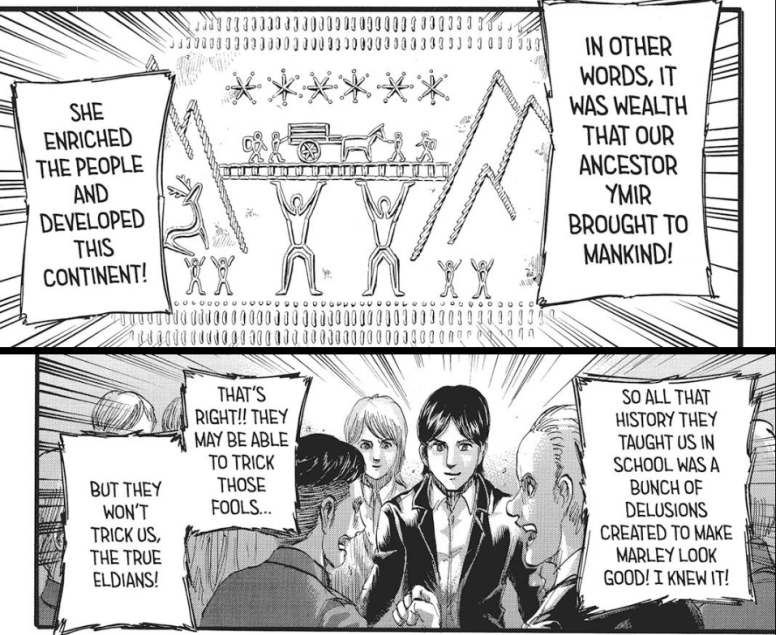 IN OTHER
WORDS, IT
WAS WEALTH
THAT OUR
ANCESTOR
YMIR
BROUGHT TO
MANKIND!
SHE
ENRICHED
THE PEOPLE
AND
DEVELOPED
THIS
CONTINENT!
SO ALL THAT
HISTORY THEY
TAUGHT US IN
SCHOOL WAS A
BUNCH OF
DELUSIONS
CREATED TO MAKE
MARLEY LOOK
GOOD! I KNEW IT!
THAT'S
RIGHT!! THEY
MAY BE ABLE
TO TRICK
THOSE
FOOLS...
BUT THEY
WON'T
TRICK US,
THE TRUE
ELDIANS!